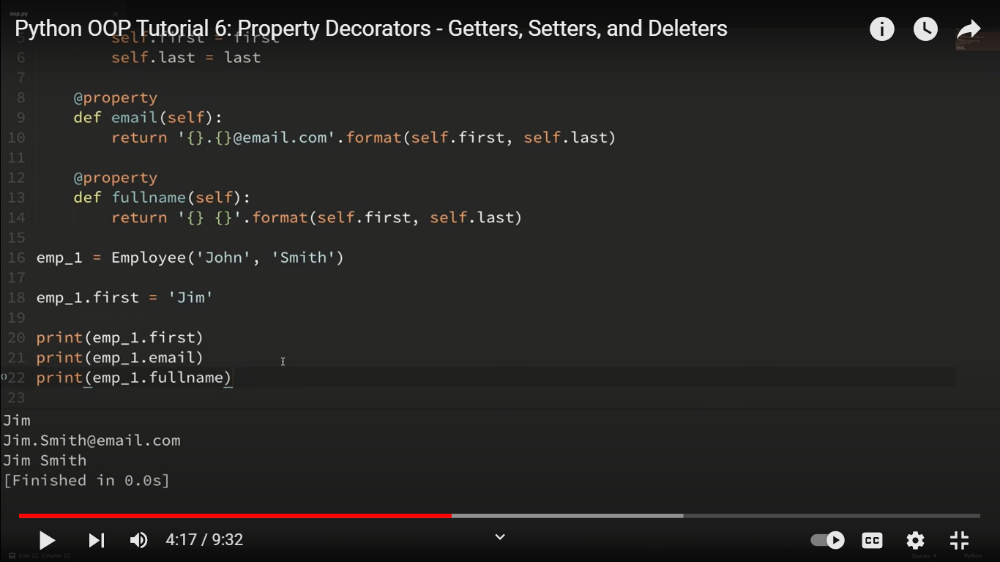 oop.py
Python OOP Tutorial 6: Property Decorators - Getters, Setters, and Deleters
5 self.first = first
6 self.last = last
7
8 @property
9 def email(self):
10 return '{}.{}@email.com'.format(self.first, self.last)
11
12 @property
13 def fullname(self):
14 return '{} {}'.format(self.first, self.last)
15
16 emp_1 = Employee('John', 'Smith')
17
18 emp_1.first = 'Jim'
19
20 print(emp_1.first)
21 print(emp_1.email)
22 print(emp_1.fullname)
23
Jim
Jim.Smith@email.com
Jim Smith
[Finished in 0.0s]
4:17 / 9:32
CC
Line 22, Column 22
Spaces: 4
Python